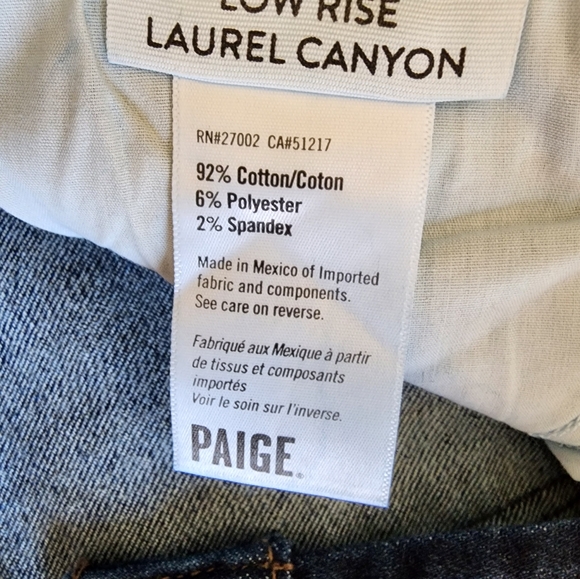 LOW RISE
LAUREL CANYON
RN#27002 CA#51217
92% Cotton/Coton
6% Polyester
2% Spandex
Made in Mexico of Imported
fabric and components.
See care on reverse.
Fabriqué aux Mexique à partir
de tissus et composants
importés
Voir le soin sur l'inverse.
PAIGE.